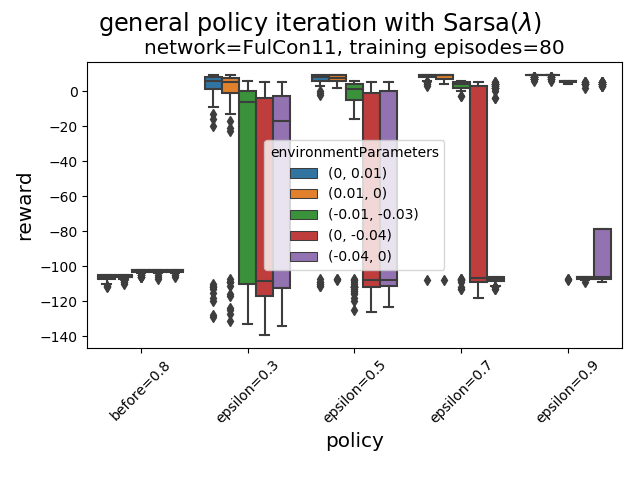 general policy iteration with Sarsa(λ)
network=FulCon11, training episodes=80
reward
0
−20
−40
−60
−80
−100
−120
−140
environmentParameters
(0, 0.01)
(0.01, 0)
(-0.01, -0.03)
(0, -0.04)
(-0.04, 0)
before=0.8
epsilon=0.3
epsilon=0.5
epsilon=0.7
epsilon=0.9
policy